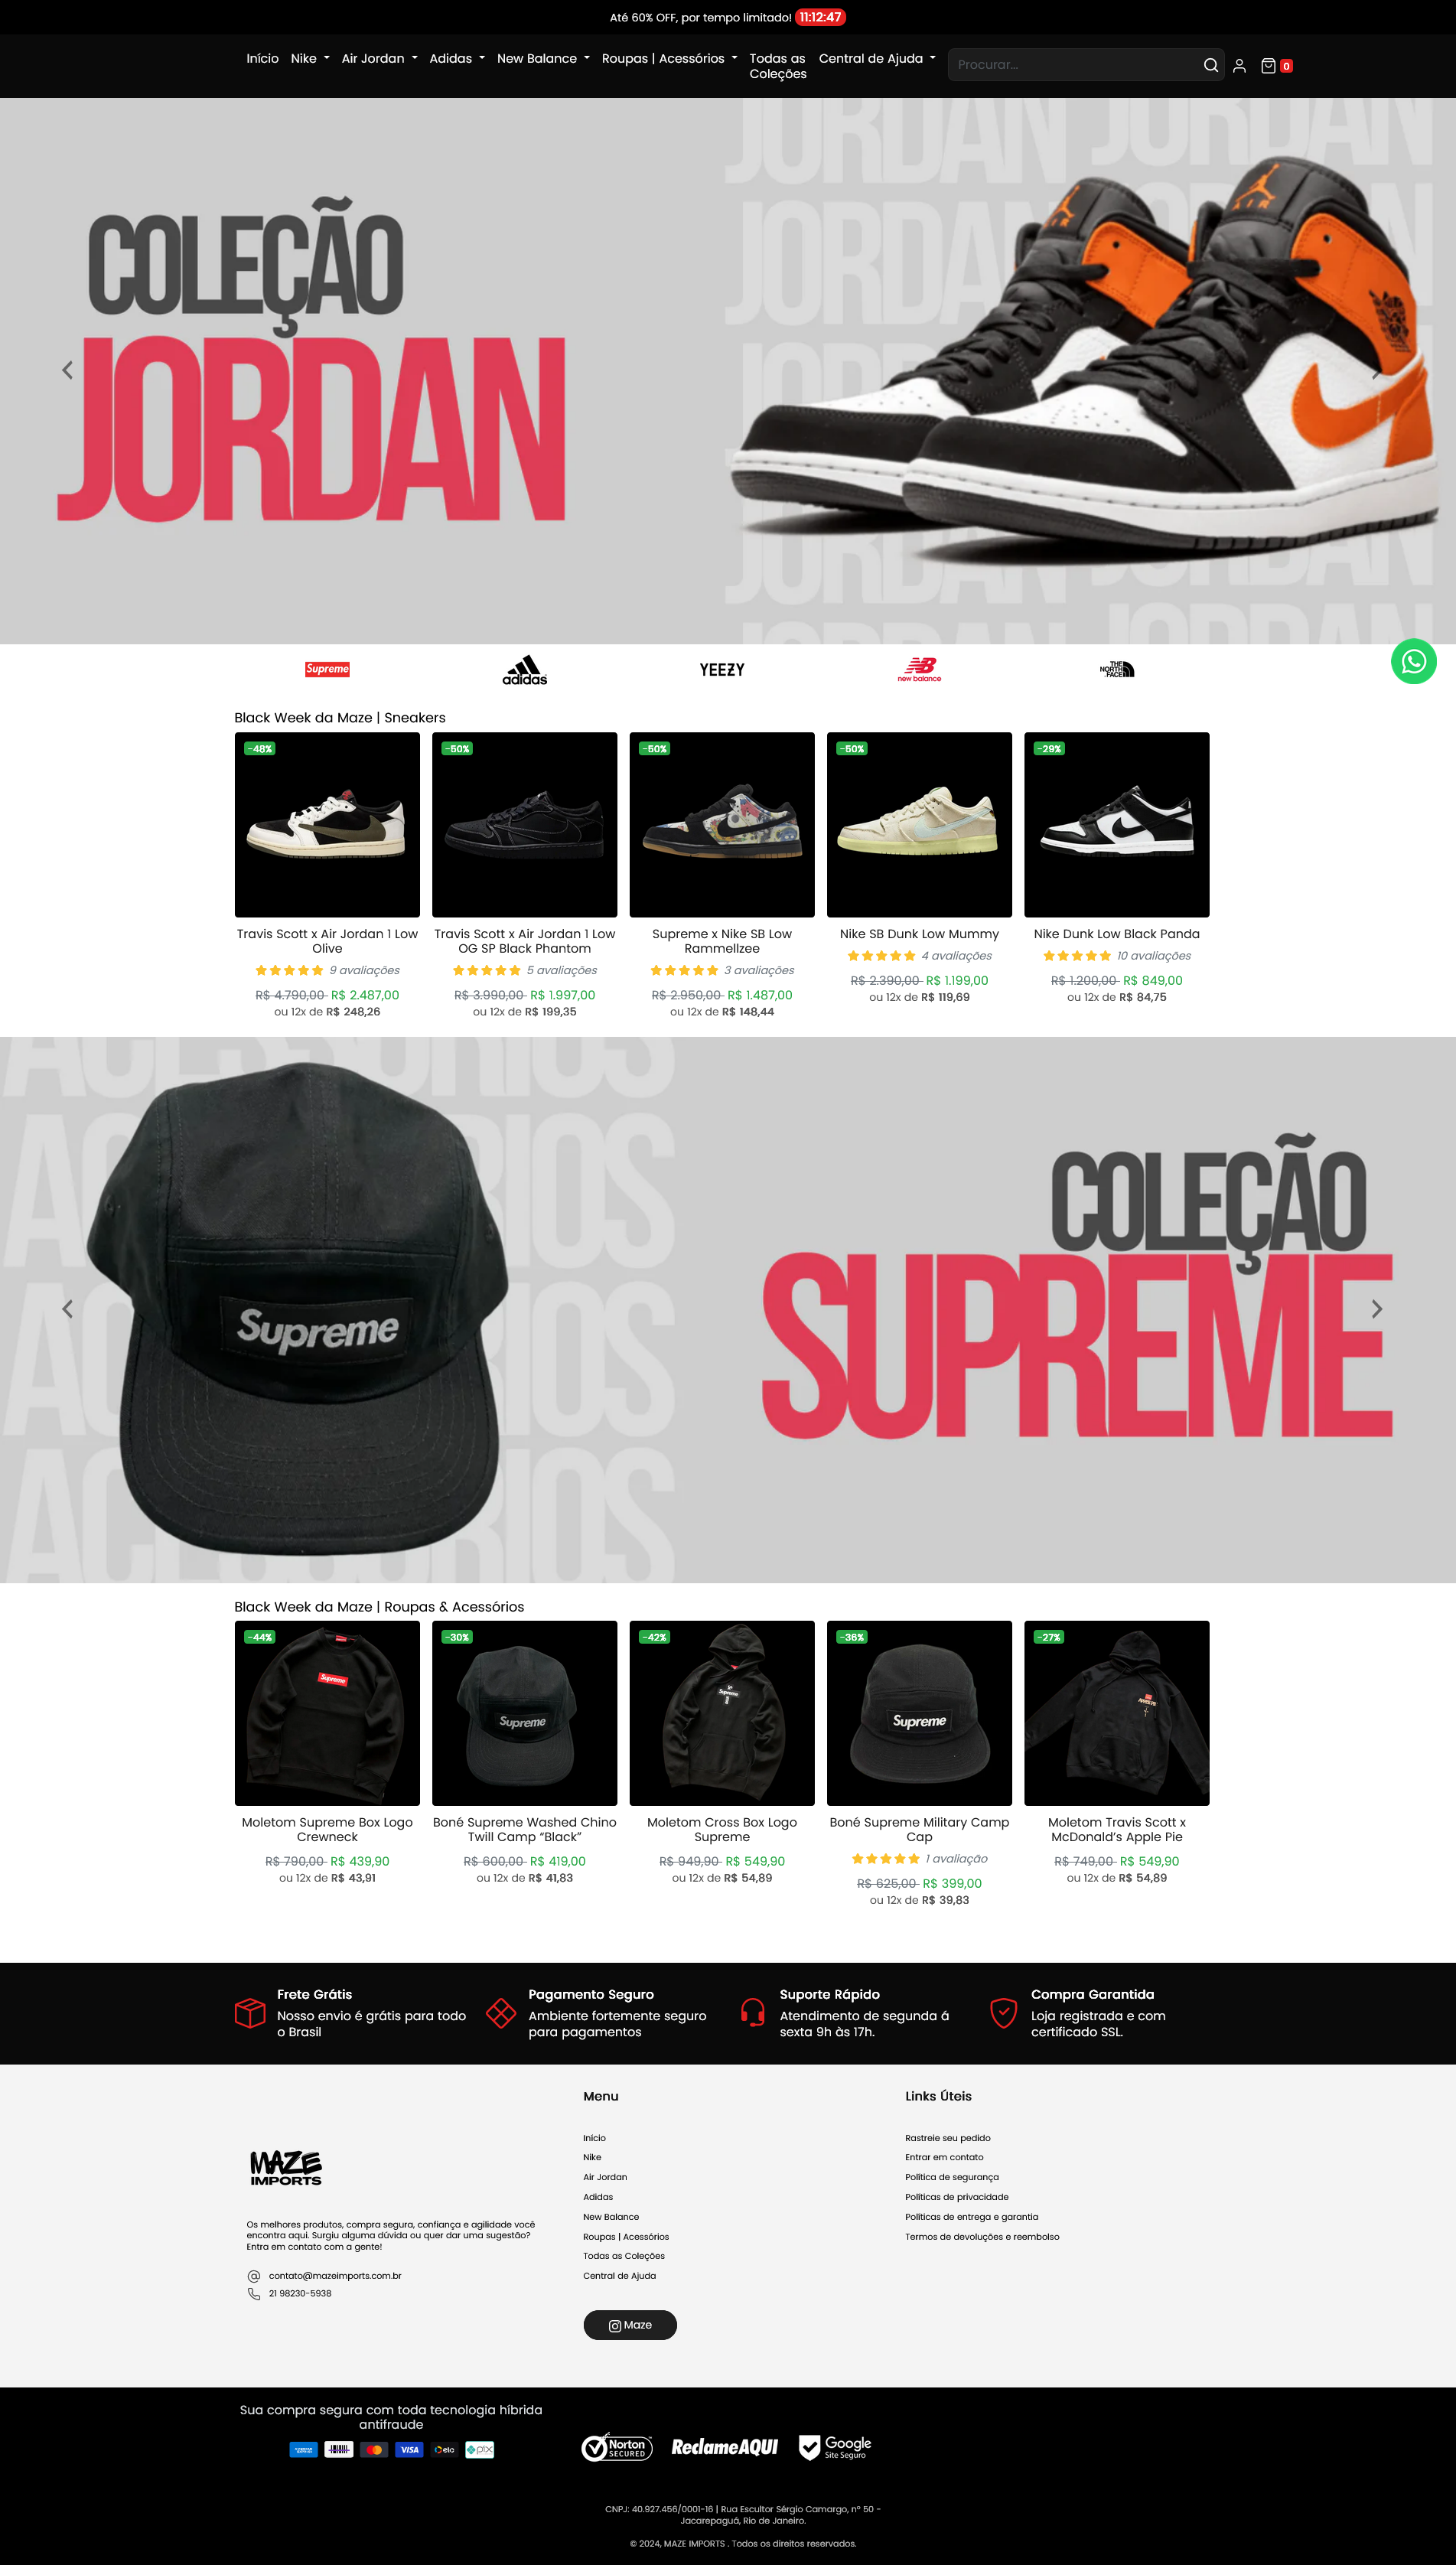 Até 60% OFF, por tempo limitado! 11:12:47
Início Nike Air Jordan Adidas New Balance Roupas | Acessórios Todas as Coleções Central de Ajuda Procurar... 0
COLEÇÃO
JORDAN
Supreme adidas YEEZY NB new balance THE NORTH FACE
Black Week da Maze | Sneakers
-48% -50% -50% -50% -29%
Travis Scott x Air Jordan 1 Low Olive
9 avaliações
R$ 4.790,00 R$ 2.487,00
ou 12x de R$ 248,26
Travis Scott x Air Jordan 1 Low OG SP Black Phantom
5 avaliações
R$ 3.990,00 R$ 1.997,00
ou 12x de R$ 199,35
Supreme x Nike SB Low Rammellzee
3 avaliações
R$ 2.950,00 R$ 1.487,00
ou 12x de R$ 148,44
Nike SB Dunk Low Mummy
4 avaliações
R$ 2.390,00 R$ 1.199,00
ou 12x de R$ 119,69
Nike Dunk Low Black Panda
10 avaliações
R$ 1.200,00 R$ 849,00
ou 12x de R$ 84,75
Supreme
COLEÇÃO
SUPREME
Black Week da Maze | Roupas & Acessórios
-44% -30% -42% -36% -27%
Moletom Supreme Box Logo Crewneck
R$ 790,00 R$ 439,90
ou 12x de R$ 43,91
Boné Supreme Washed Chino Twill Camp “Black”
R$ 600,00 R$ 419,00
ou 12x de R$ 41,83
Moletom Cross Box Logo Supreme
R$ 949,90 R$ 549,90
ou 12x de R$ 54,89
Boné Supreme Military Camp Cap
1 avaliação
R$ 625,00 R$ 399,00
ou 12x de R$ 39,83
Moletom Travis Scott x McDonald’s Apple Pie
R$ 749,00 R$ 549,90
ou 12x de R$ 54,89
Frete Grátis
Nosso envio é grátis para todo
o Brasil
Pagamento Seguro
Ambiente fortemente seguro
para pagamentos
Suporte Rápido
Atendimento de segunda á
sexta 9h às 17h.
Compra Garantida
Loja registrada e com
certificado SSL.
MAZE
IMPORTS
Os melhores produtos, compra segura, confiança e agilidade você
encontra aqui. Surgiu alguma dúvida ou quer dar uma sugestão?
Entra em contato com a gente!
contato@mazeimports.com.br
21 98230-5938
Menu
Início
Nike
Air Jordan
Adidas
New Balance
Roupas | Acessórios
Todas as Coleções
Central de Ajuda
Maze
Links Úteis
Rastreie seu pedido
Entrar em contato
Política de segurança
Políticas de privacidade
Políticas de entrega e garantia
Termos de devoluções e reembolso
Sua compra segura com toda tecnologia híbrida
antifraude
VISA elo pix
Norton
SECURED
ReclameAQUI
Google
Site Seguro
CNPJ: 40.927.456/0001-16 | Rua Escultor Sérgio Camargo, nº 50 -
Jacarepaguá, Rio de Janeiro.
© 2024, MAZE IMPORTS . Todos os direitos reservados.